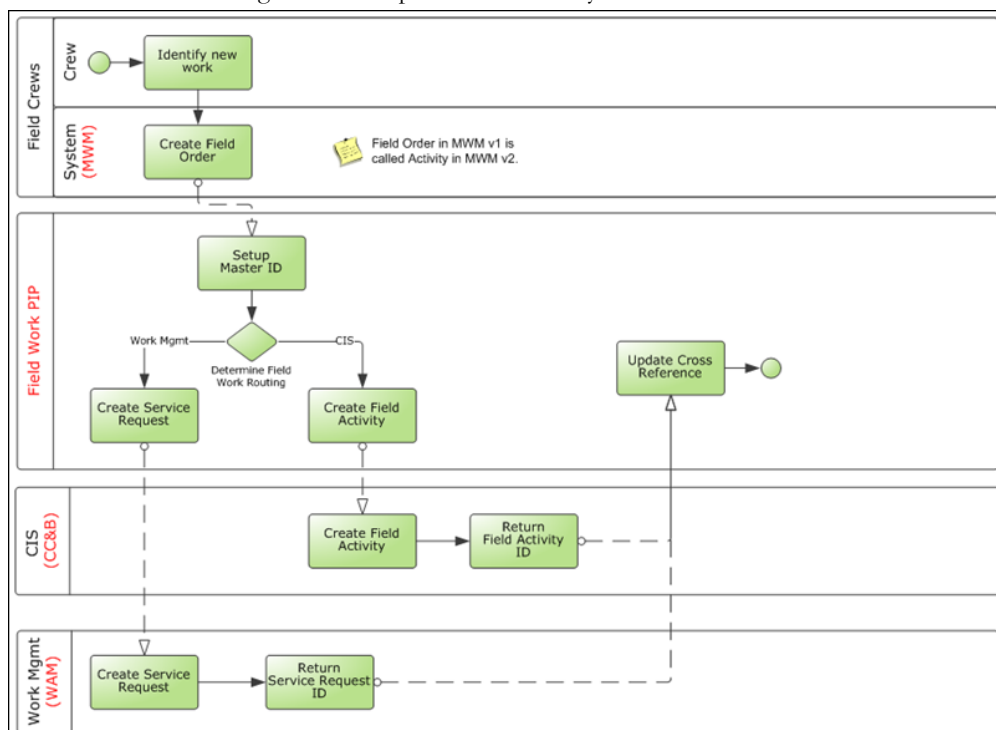 Field Crews
Crew
Identify new
work
System
(MWM)
Create Field
Order
Field Order in MWM v1 is
called Activity in MWM v2.
Field Work PIP
Setup
Master ID
Work Mgmt
CIS
Determine Field
Work Routing
Update Cross
Reference
Create Service
Request
Create Field
Activity
CIS
(CC&B)
Create Field
Activity
Return
Field Activity
ID
Work Mgmt
(WAM)
Create Service
Request
Return
Service Request
ID